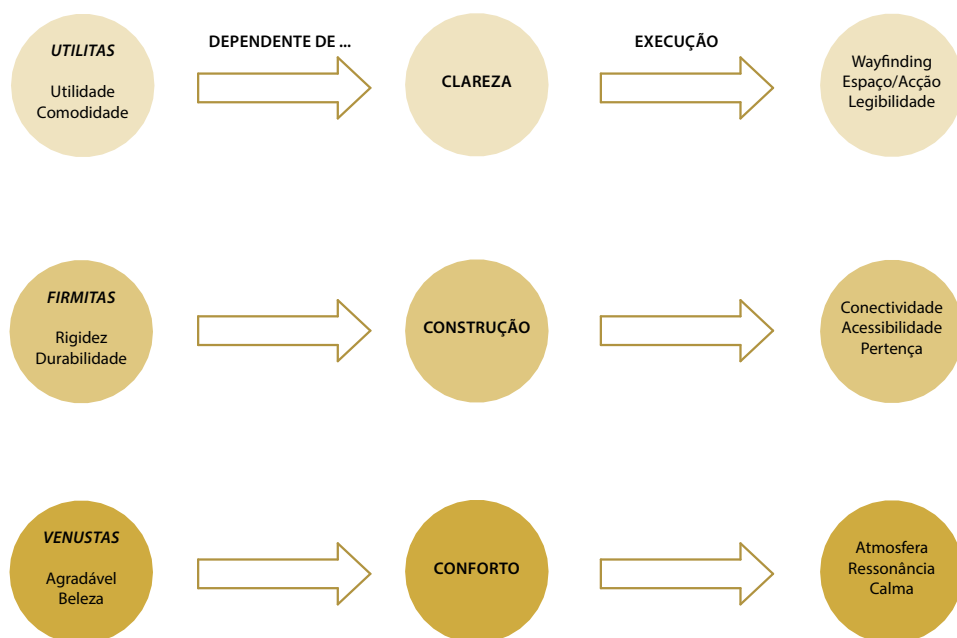 DEPENDENTE DE ...
EXECUÇÃO
UTILITAS
Utilidade
Comodidade
CLAREZA
Wayfinding
Espaço/Acção
Legibilidade
FIRMITAS
Rigidez
Durabilidade
CONSTRUÇÃO
Conectividade
Acessibilidade
Pertença
VENUSTAS
Agradável
Beleza
CONFORTO
Atmosfera
Ressonância
Calma